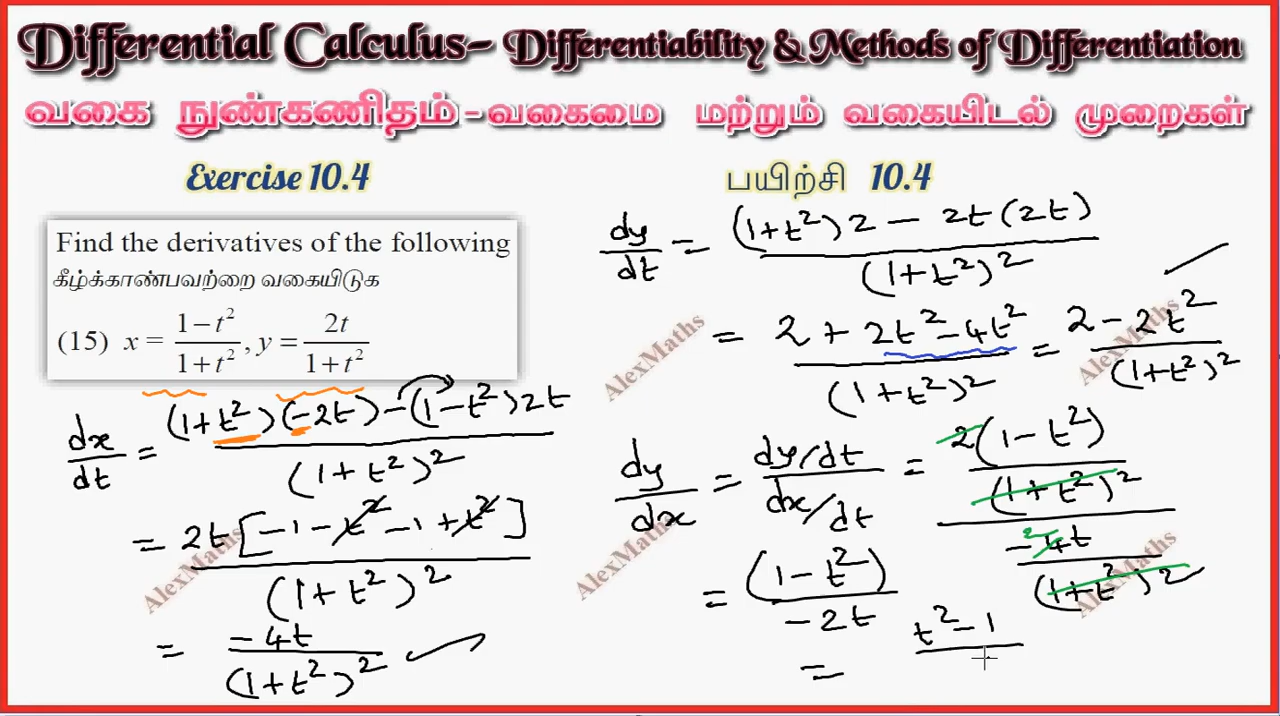 Differential Calculus- Differentiability & Methods of Differentiation
வகை நுண்கணிதம் - வகைமை மற்றும் வகையிடல் முறைகள்
Exercise 10.4
பயிற்சி 10.4
Find the derivatives of the following
கீழ்க்காண்பவற்றை வகையிடுக
(15) x = (1−t²)/(1+t²), y = 2t/(1+t²)
dx/dt = ((1+t²)(-2t) - (1-t²)2t)/(1+t²)²
= 2t[-1-t²-1+t²]/(1+t²)²
= -4t/(1+t²)²
dy/dt = ((1+t²)2 - 2t(2t))/(1+t²)²
= (2 + 2t²-4t²)/(1+t²)² = (2-2t²)/(1+t²)²
dy/dx = (dy/dt)/(dx/dt) = (2(1-t²)/(1+t²)²)/(-4t/(1+t²)²)
2
= (1-t²)/(-2t)
= t²-1
AlexMaths
AlexMaths
AlexMaths
AlexMaths
AlexMaths